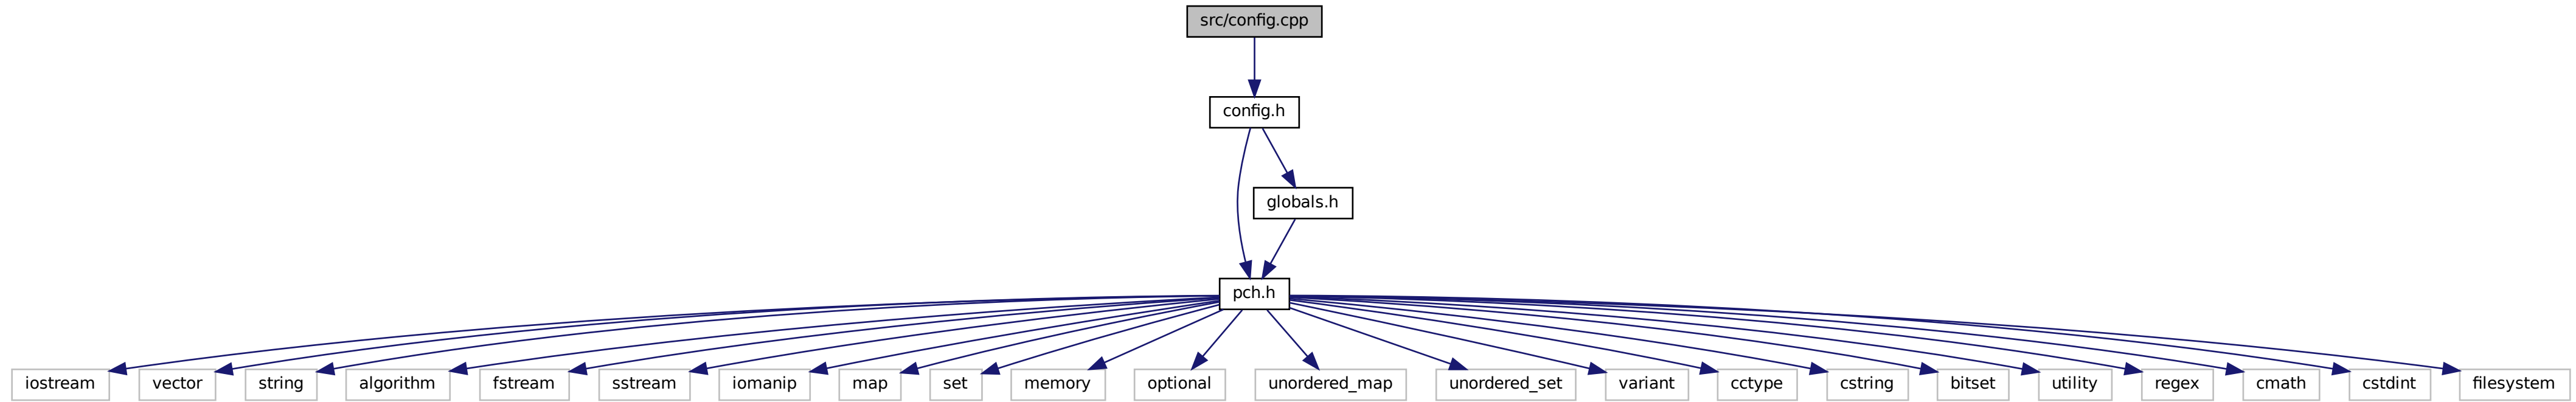 src/config.cpp
config.h
globals.h
pch.h
iostream
vector
string
algorithm
fstream
sstream
iomanip
map
set
memory
optional
unordered_map
unordered_set
variant
cctype
cstring
bitset
utility
regex
cmath
cstdint
filesystem